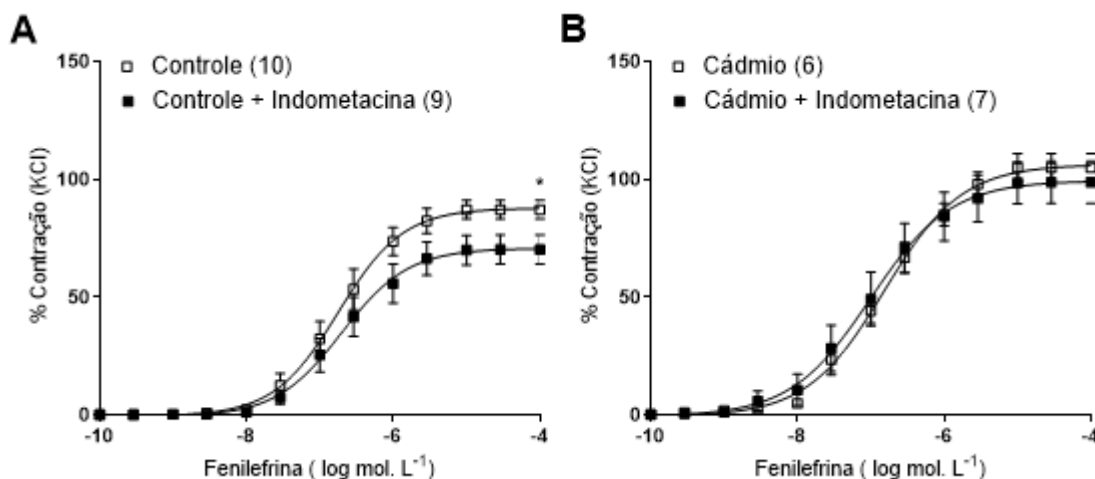 A
150
Controle (10)
Controle + Indometacina (9)
100
*
50
0
-10
-8
-6
-4
% Contração (KCl)
Fenilefrina ( log mol. L⁻¹)
B
150
Cádmio (6)
Cádmio + Indometacina (7)
100
50
0
-10
-8
-6
-4
% Contração (KCl)
Fenilefrina ( log mol. L⁻¹)